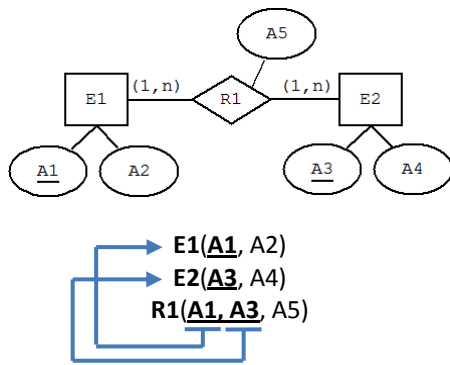 A5
(1,n) (1,n)
E1 R1 E2
A1 A2 A3 A4
E1(A1, A2)
E2(A3, A4)
R1(A1, A3, A5)